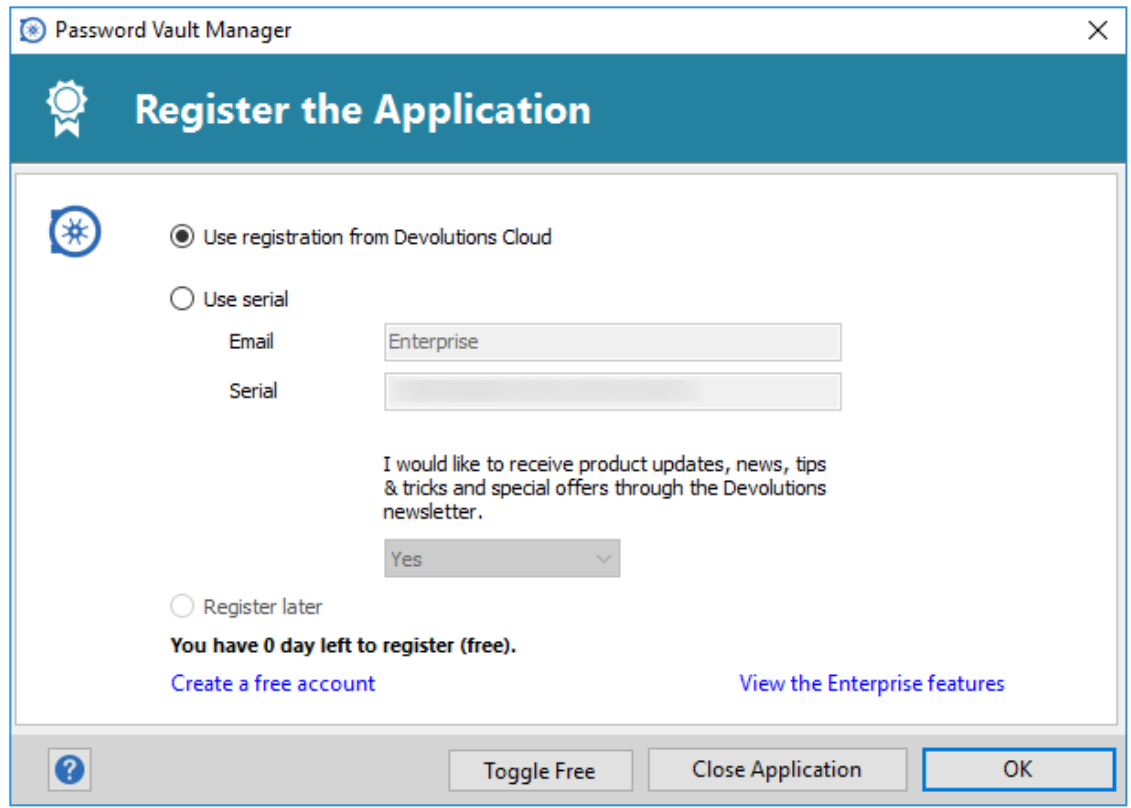 Password Vault Manager
Register the Application
Use registration from Devolutions Cloud
Use serial
Email
Enterprise
Serial
I would like to receive product updates, news, tips
& tricks and special offers through the Devolutions
newsletter.
Yes
Register later
You have 0 day left to register (free).
Create a free account
View the Enterprise features
?
Toggle Free
Close Application
OK